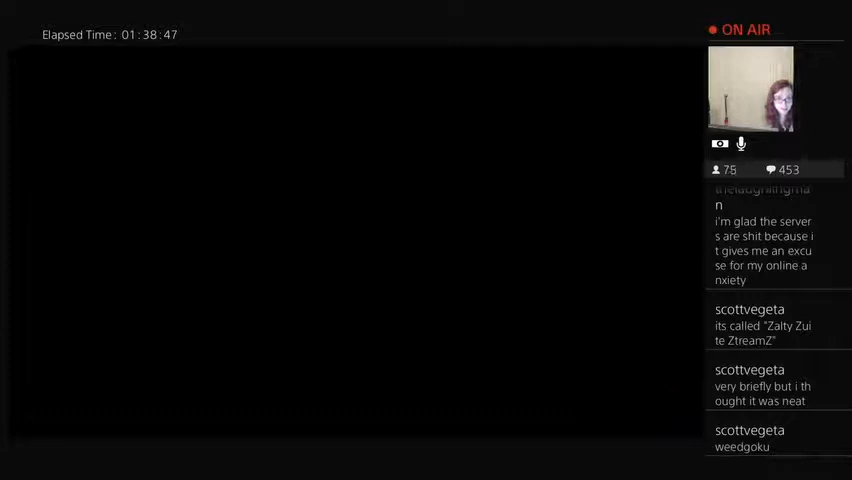 Elapsed Time: 01:38:47
ON AIR
75 453
thelaughingma
n
i'm glad the server
s are shit because i
t gives me an excu
se for my online a
nxiety
scottvegeta
its called "Zalty Zui
te ZtreamZ"
scottvegeta
very briefly but i th
ought it was neat
scottvegeta
weedgoku